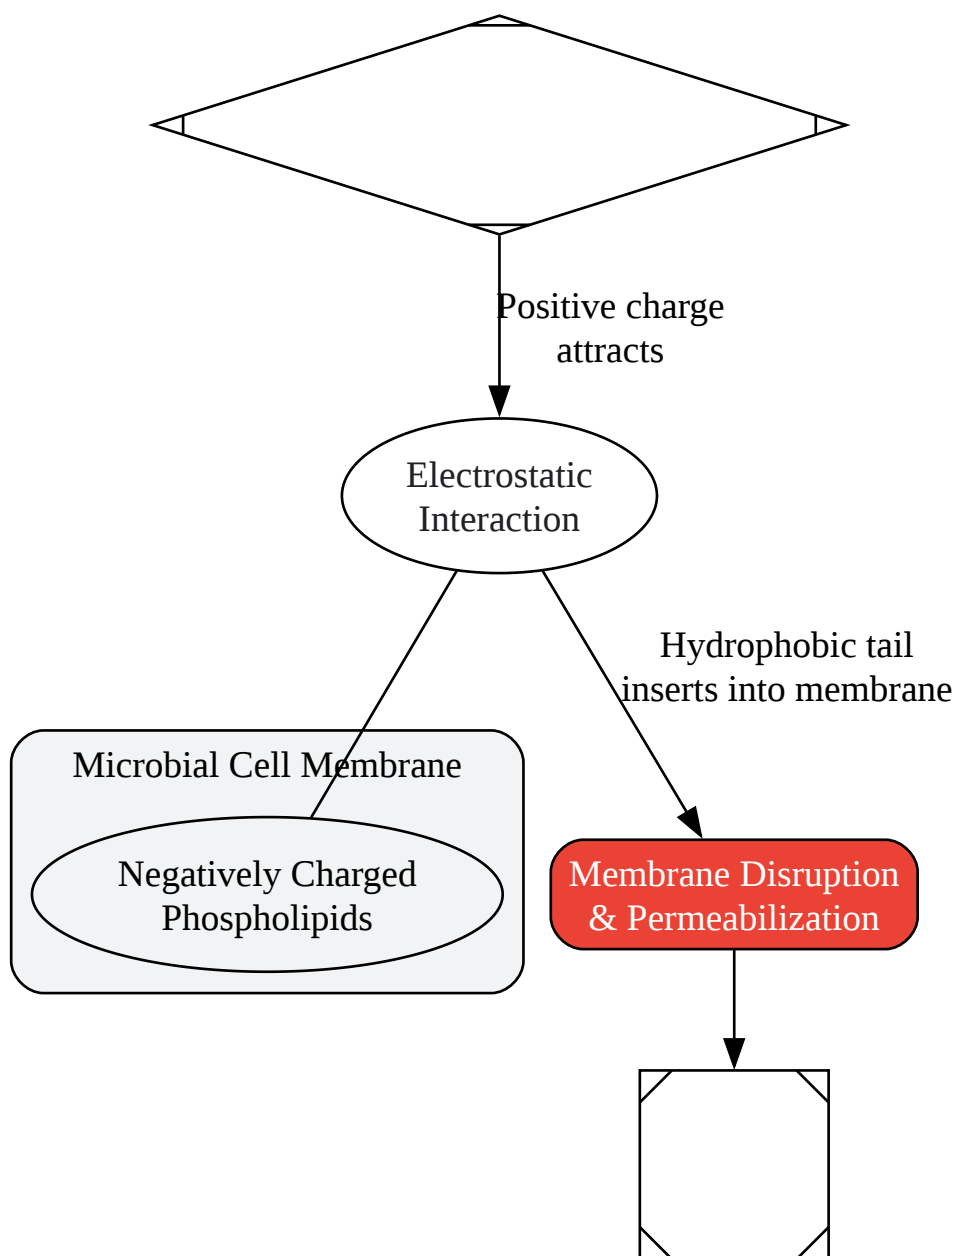 Positive charge
attracts
Electrostatic
Interaction
Hydrophobic tail
inserts into membrane
Microbial Cell Membrane
Negatively Charged
Phospholipids
Membrane Disruption
& Permeabilization